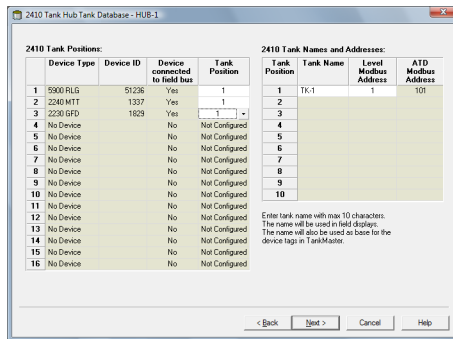 2410 Tank Hub Tank Database - HUB-1
2410 Tank Positions:
Device Type Device ID Device connected to field bus Tank Position
1 5900 RLG 51236 Yes 1
2 2240 MTT 1337 Yes 1
3 2230 GFD 1829 Yes 1
4 No Device No Not Configured
5 No Device No Not Configured
6 No Device No Not Configured
7 No Device No Not Configured
8 No Device No Not Configured
9 No Device No Not Configured
10 No Device No Not Configured
11 No Device No Not Configured
12 No Device No Not Configured
13 No Device No Not Configured
14 No Device No Not Configured
15 No Device No Not Configured
16 No Device No Not Configured
2410 Tank Names and Addresses:
Tank Position Tank Name Level Modbus Address ATD Modbus Address
1 TK-1 1 101
2
3
4
5
6
7
8
9
10
Enter tank name with max 10 characters.
The name will be used in field displays.
The name will also be used as base for the
device tags in TankMaster.
< Back Next > Cancel Help